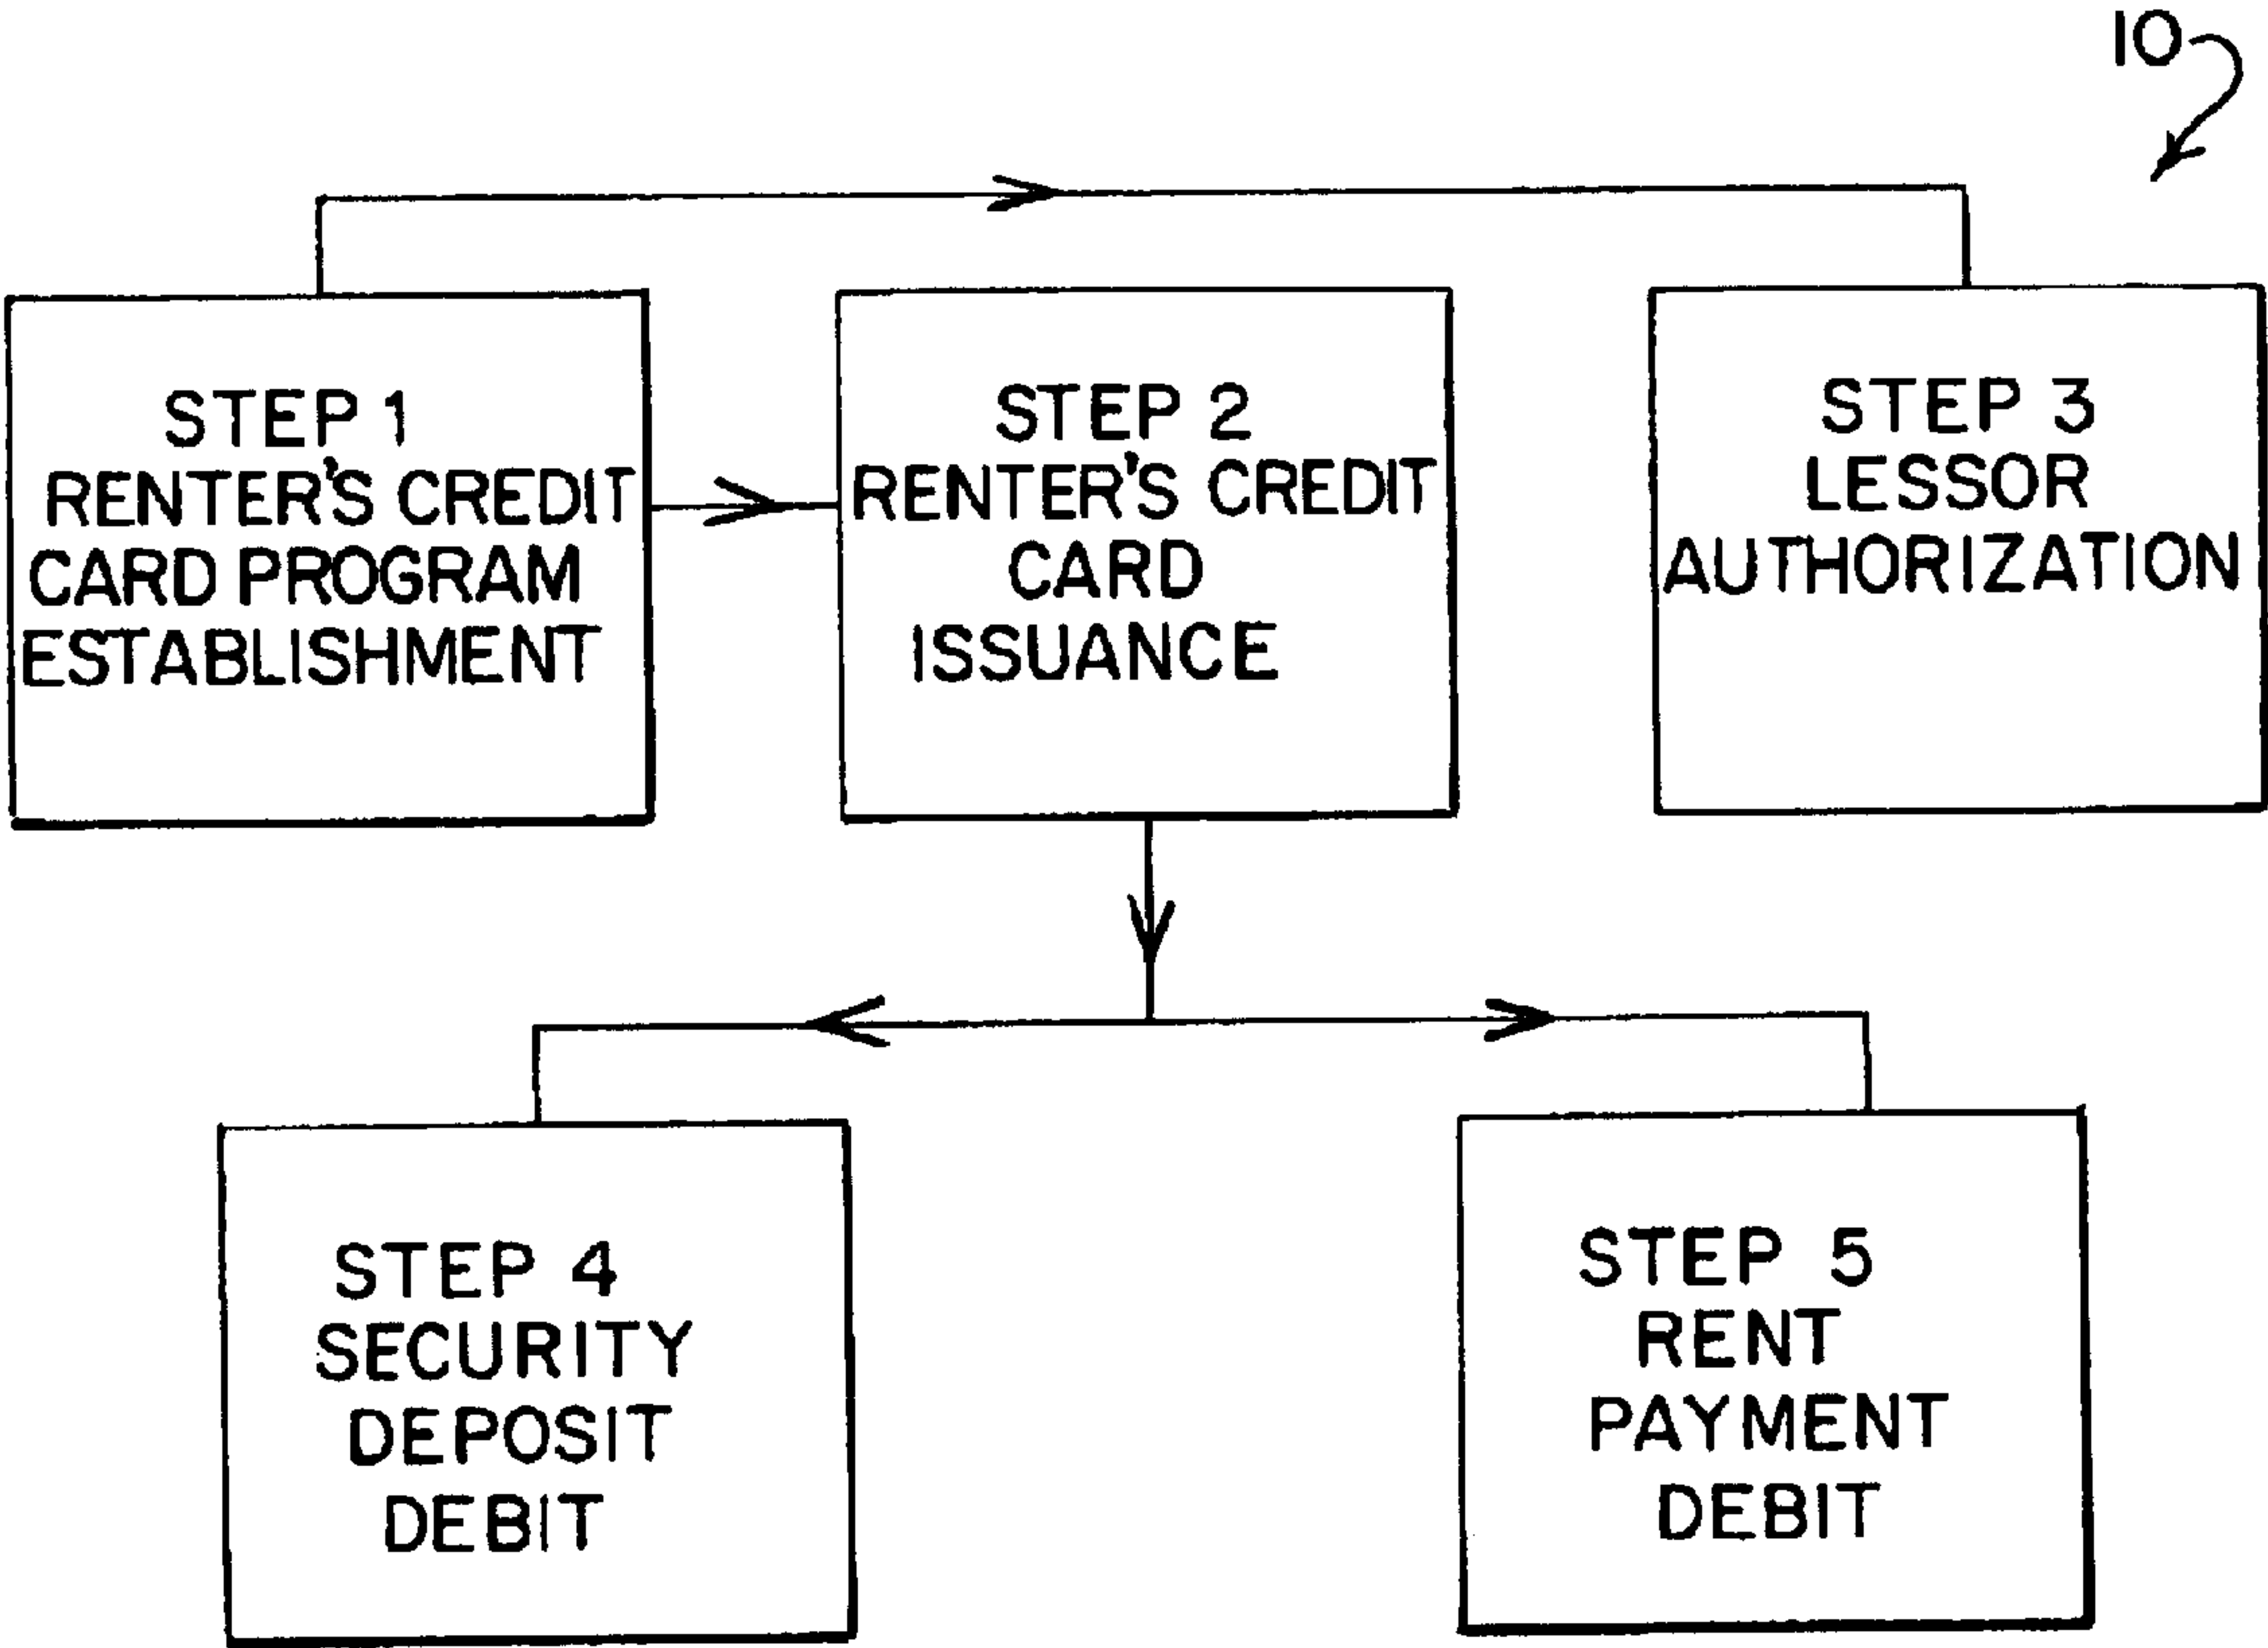 10
STEP 1
RENTER'S CREDIT
CARD PROGRAM
ESTABLISHMENT
STEP 2
RENTER'S CREDIT
CARD
ISSUANCE
STEP 3
LESSOR
AUTHORIZATION
STEP 4
SECURITY
DEPOSIT
DEBIT
STEP 5
RENT
PAYMENT
DEBIT